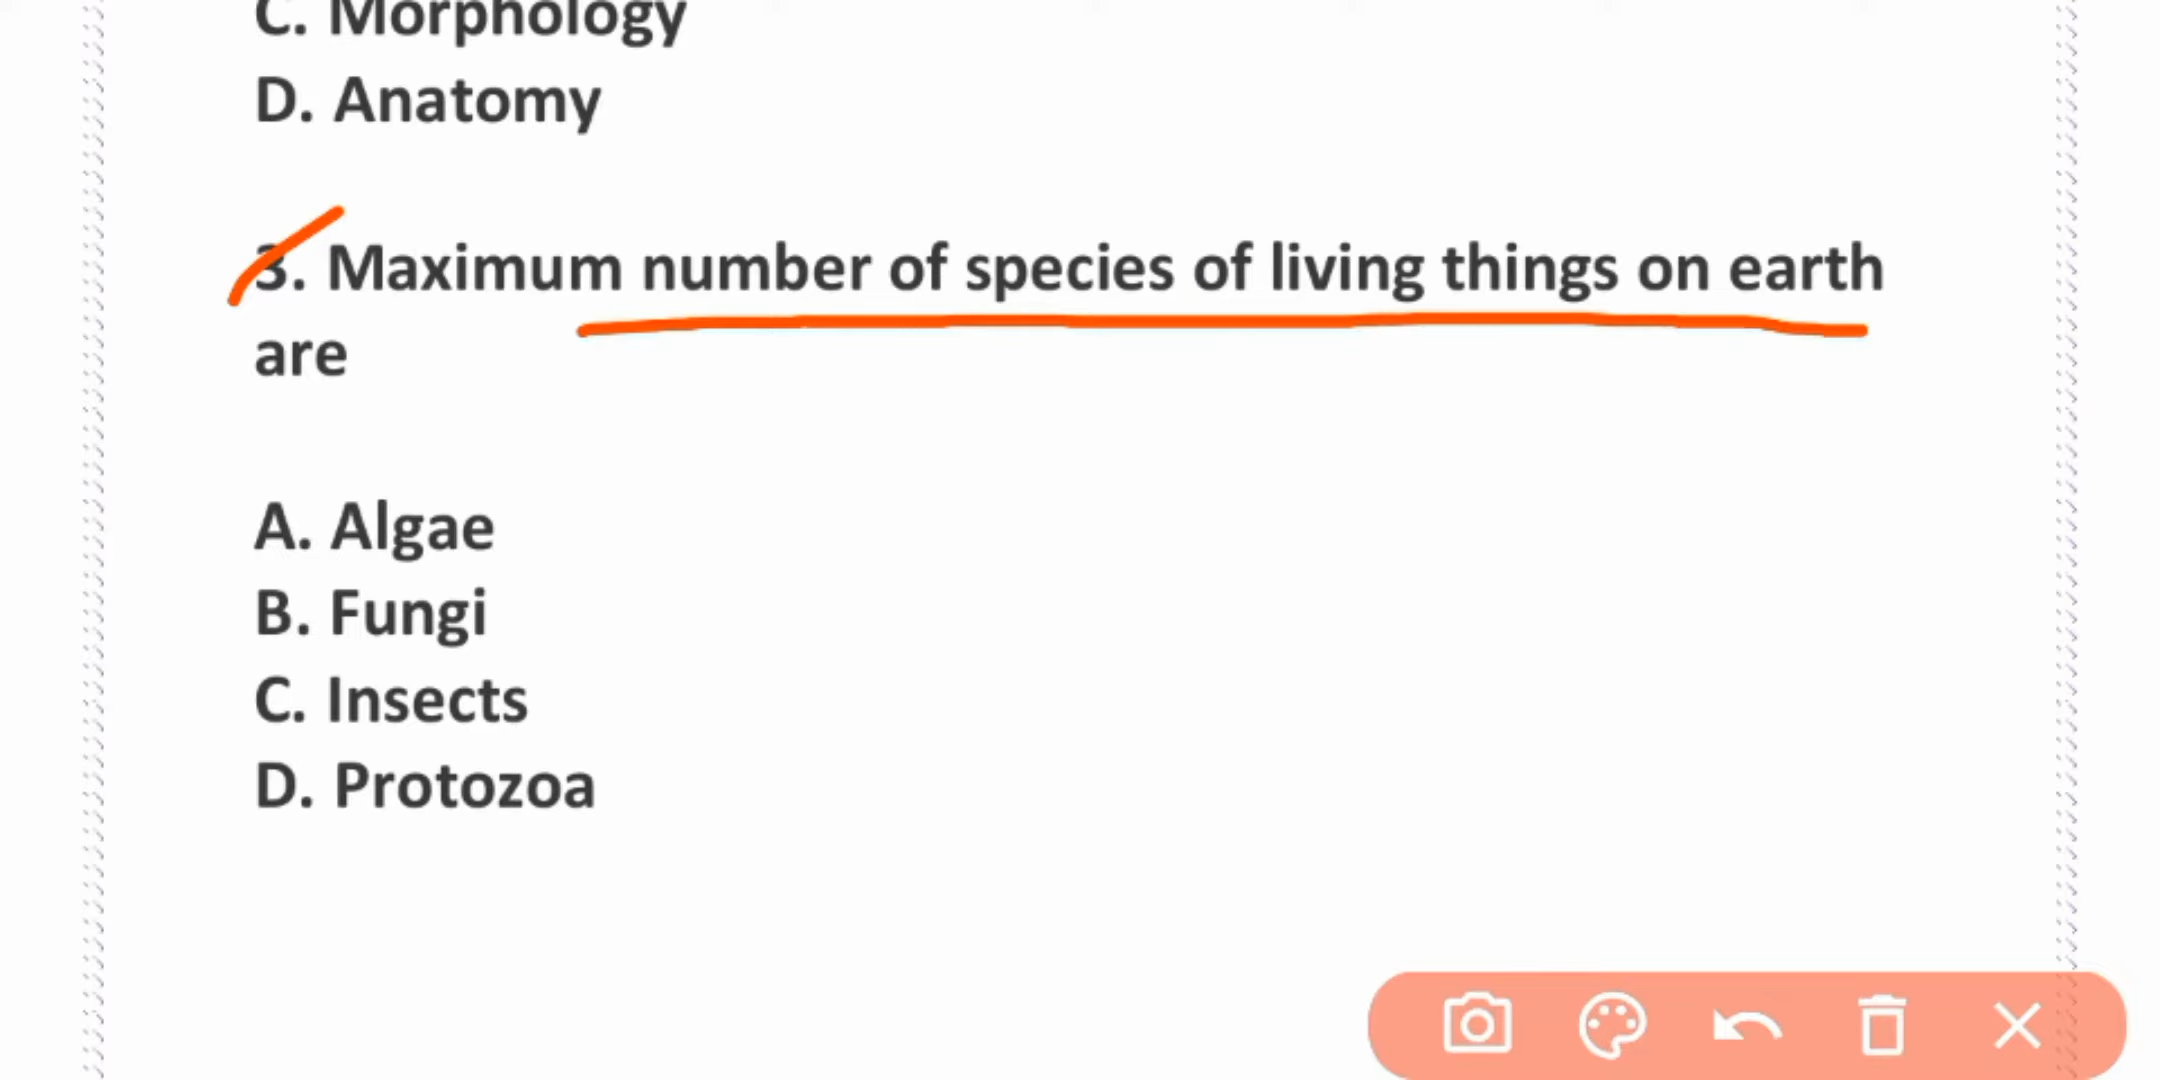 C. Morphology
D. Anatomy
3. Maximum number of species of living things on earth
are
A. Algae
B. Fungi
C. Insects
D. Protozoa